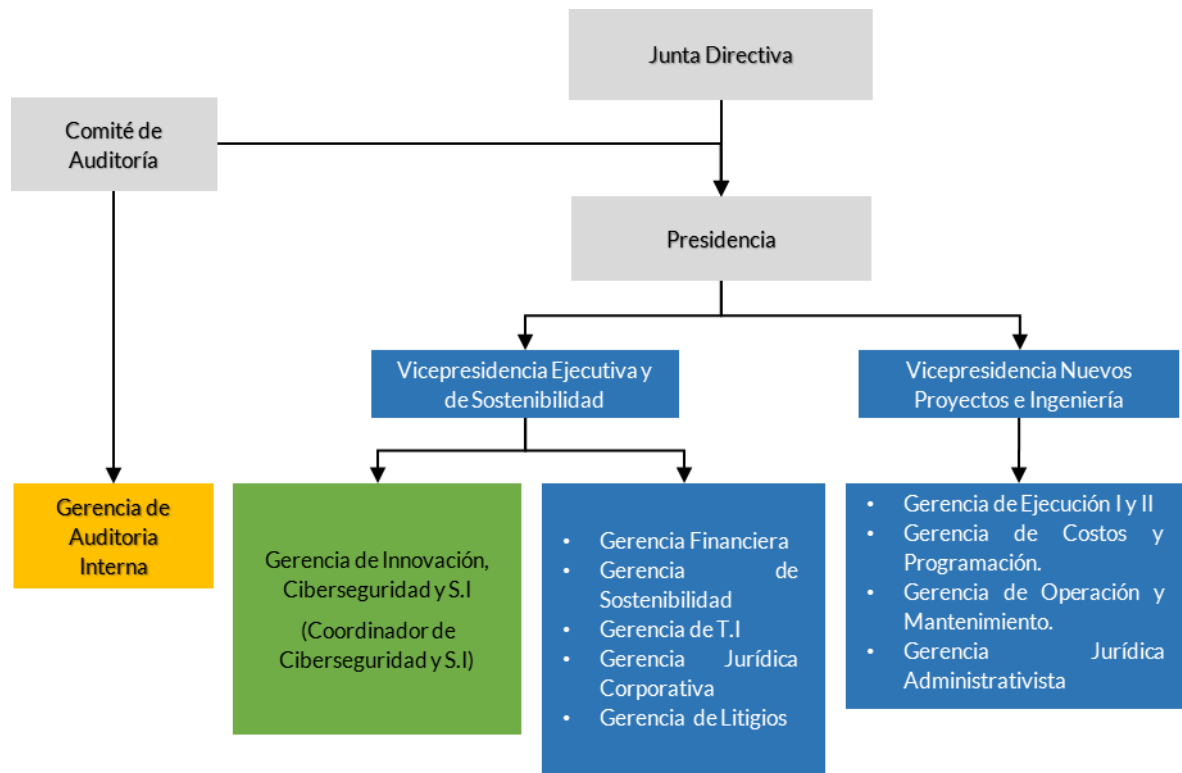 Junta Directiva
Comité de
Auditoría
Presidencia
Vicepresidencia Ejecutiva y
de Sostenibilidad
Vicepresidencia Nuevos
Proyectos e Ingeniería
Gerencia de
Auditoria
Interna
Gerencia de Innovación,
Ciberseguridad y S.I
(Coordinador de
Ciberseguridad y S.I)
• Gerencia Financiera
• Gerencia de
Sostenibilidad
• Gerencia de T.I
• Gerencia Jurídica
Corporativa
• Gerencia de Litigios
• Gerencia de Ejecución I y II
• Gerencia de Costos y
Programación.
• Gerencia de Operación y
Mantenimiento.
• Gerencia Jurídica
Administrativista